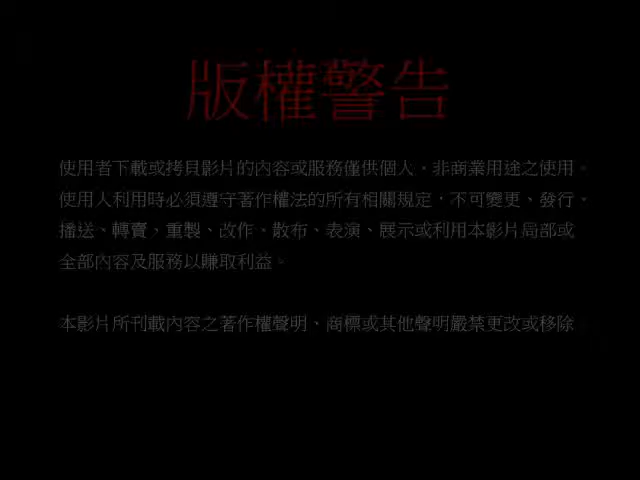 版權警告
使用者下載或拷貝影片的內容或服務僅供個人、非商業用途之使用。
使用人利用時必須遵守著作權法的所有相關規定，不可變更、發行、
播送、轉賣、重製、改作、散布、表演、展示或利用本影片局部或
全部內容及服務以賺取利益。
本影片所刊載內容之著作權聲明、商標或其他聲明嚴禁更改或移除